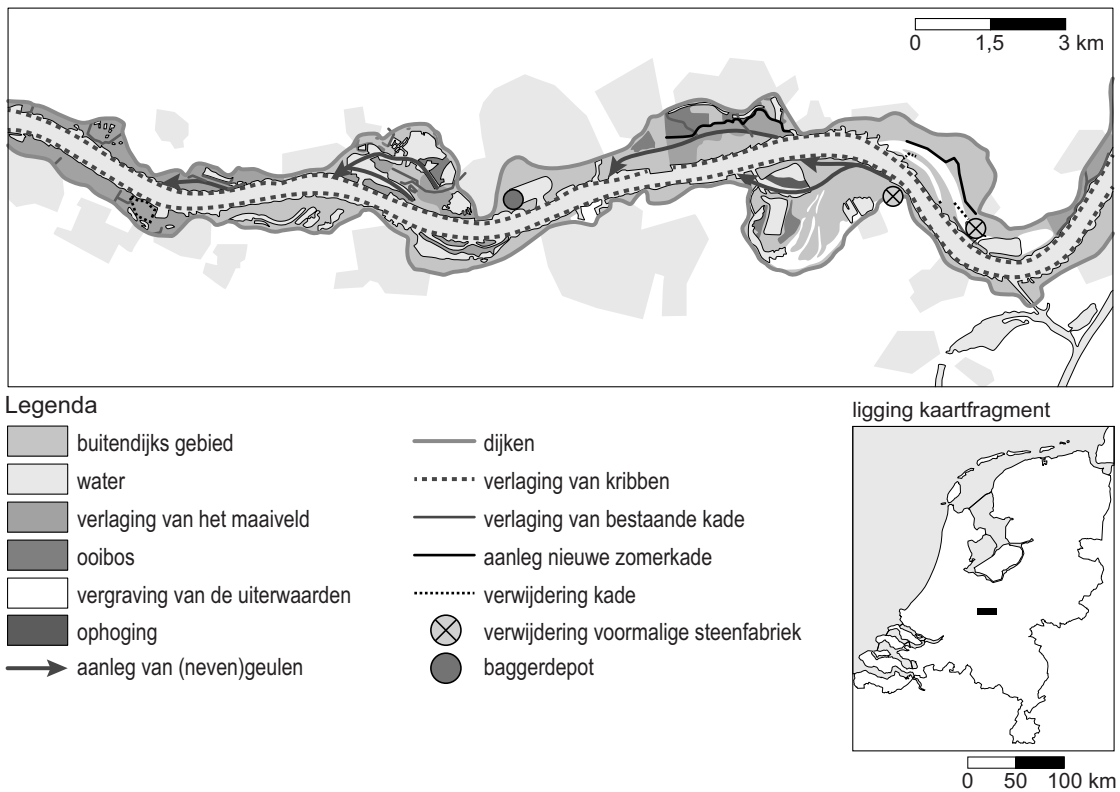 0 1,5 3 km
Legenda
buitendijks gebied
water
verlaging van het maaiveld
ooibos
vergraving van de uiterwaarden
ophoging
aanleg van (neven)geulen
dijken
verlaging van kribben
verlaging van bestaande kade
aanleg nieuwe zomerkade
verwijdering kade
verwijdering voormalige steenfabriek
baggerdepot
ligging kaartfragment
0 50 100 km